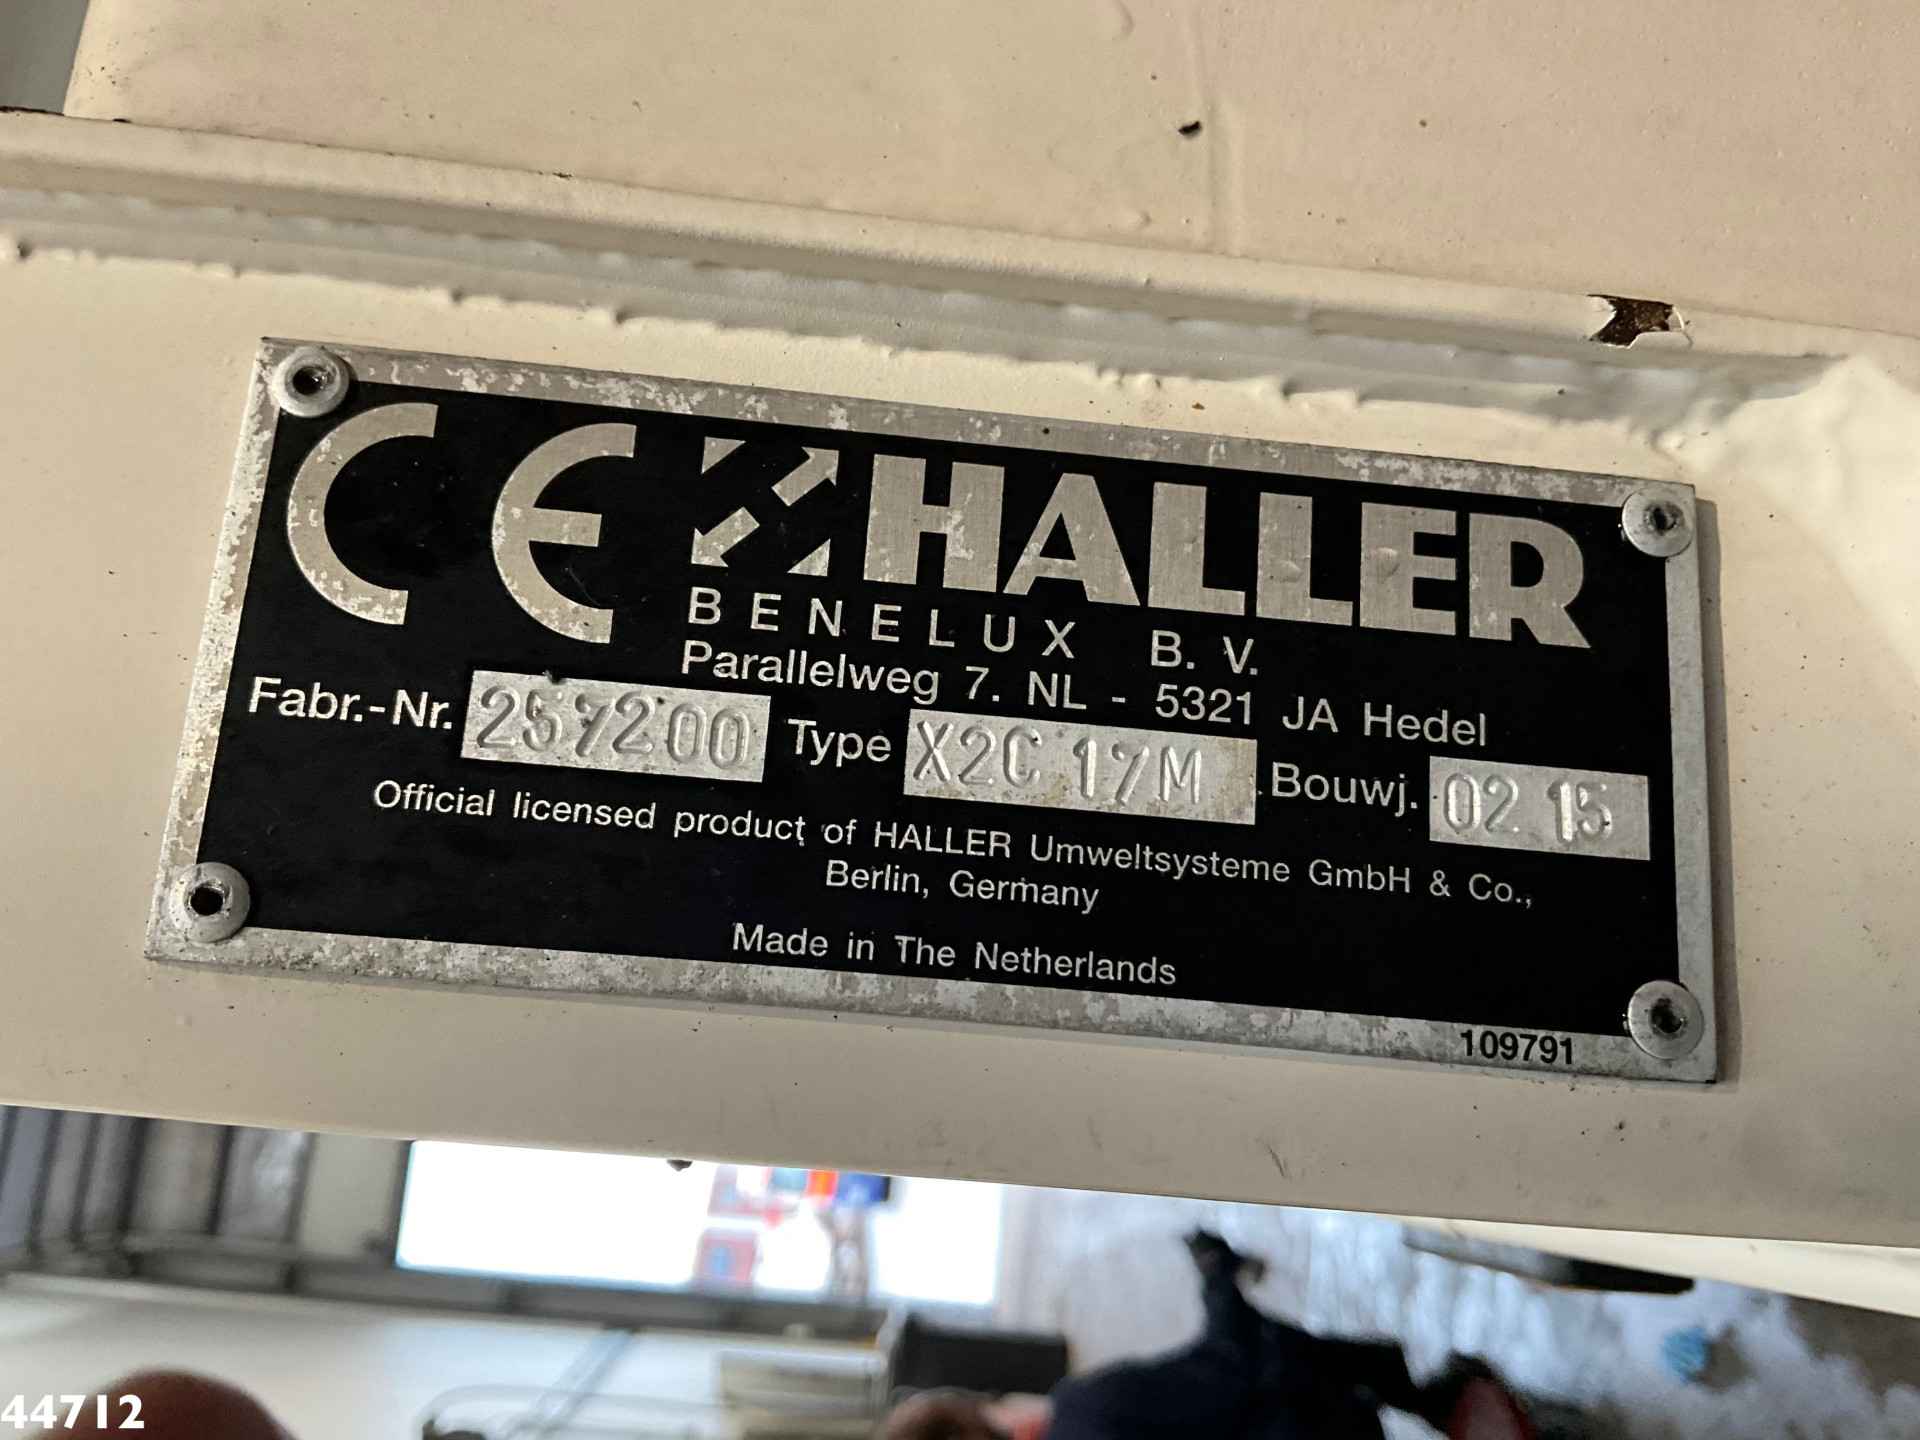 CE HALLER
BENELUX B.V.
Parallelweg 7. NL - 5321 JA Hedel
Fabr.-Nr. 257200 Type X2C 17M Bouwj. 02 15
Official licensed product of HALLER Umweltsysteme GmbH & Co.,
Berlin, Germany
Made in The Netherlands
109791
44712